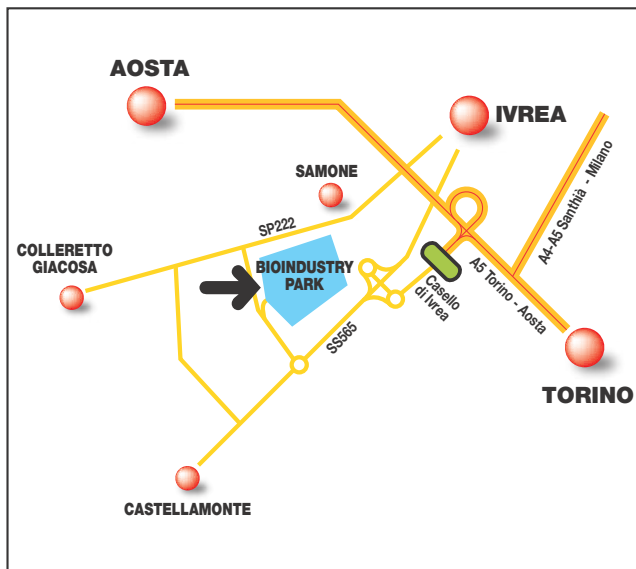 AOSTA
IVREA
SAMONE
A4-A5 Santhià - Milano
SP222
COLLERETTO
GIACOSA
BIOINDUSTRY
PARK
Casello
di Ivrea
A5 Torino - Aosta
SS565
TORINO
CASTELLAMONTE